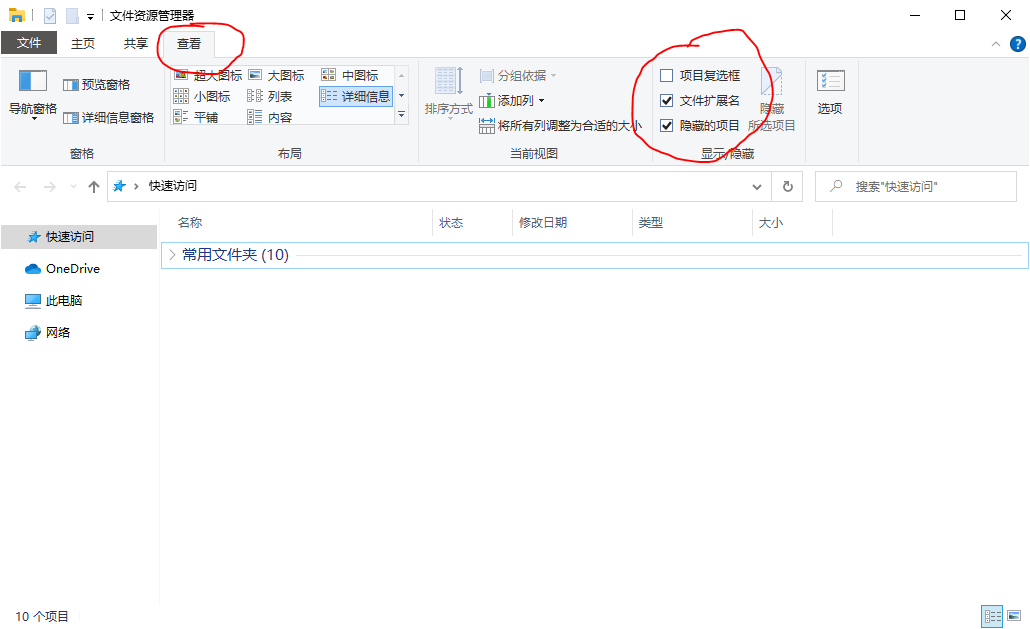 文件资源管理器
文件 主页 共享 查看
导航窗格 预览窗格 详细信息窗格
窗格
超大图标 大图标 中图标
小图标 列表 详细信息
平铺 内容
布局
排序方式 分组依据
添加列
将所有列调整为合适的大小
当前视图
项目复选框
文件扩展名
隐藏的项目
隐藏
所选项目
显示/隐藏
选项
快速访问
搜索"快速访问"
名称 状态 修改日期 类型 大小
常用文件夹 (10)
快速访问
OneDrive
此电脑
网络
10 个项目